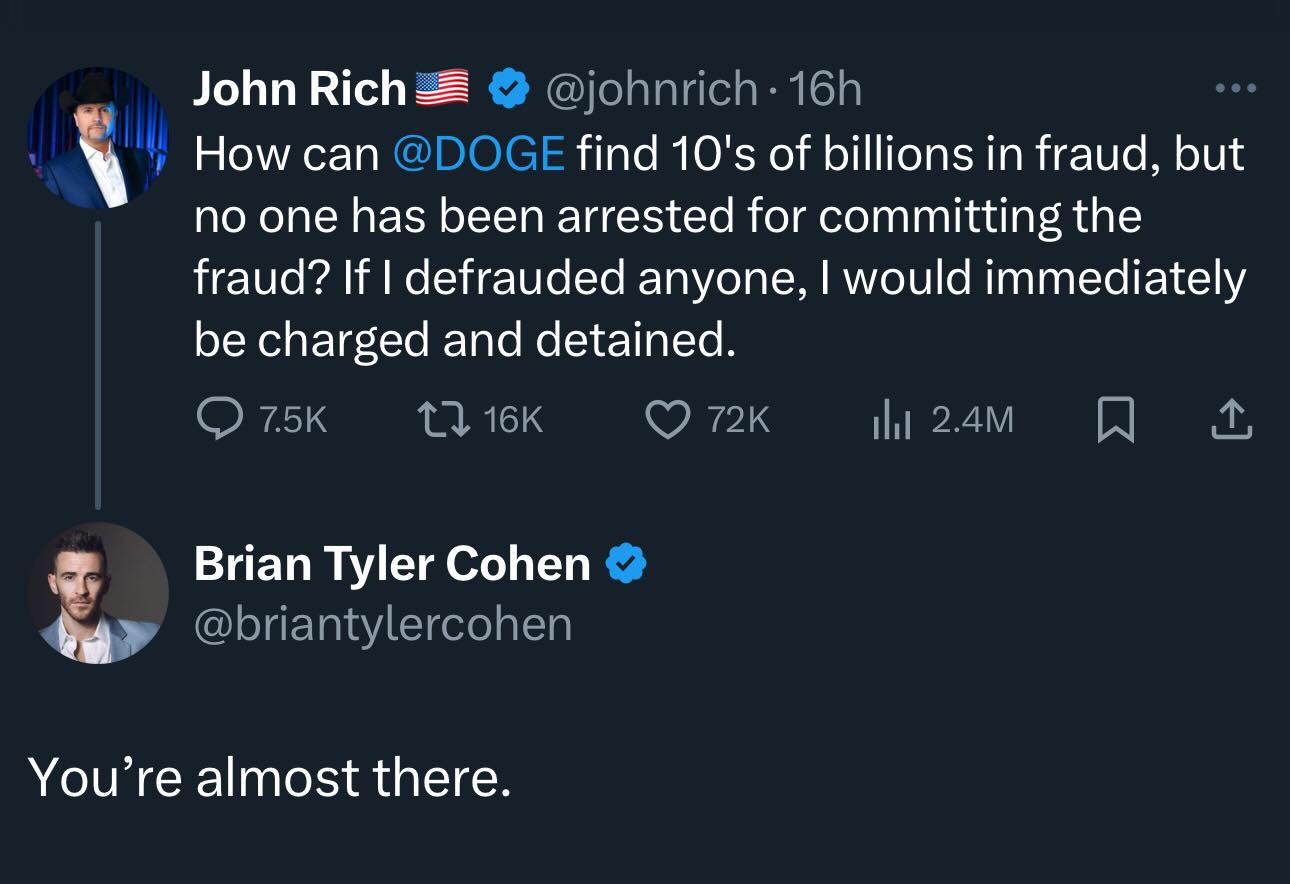 John Rich🇺🇸 @johnrich · 16h
How can @DOGE find 10's of billions in fraud, but
no one has been arrested for committing the
fraud? If I defrauded anyone, I would immediately
be charged and detained.
7.5K 16K 72K 2.4M
Brian Tyler Cohen
@briantylercohen
You’re almost there.